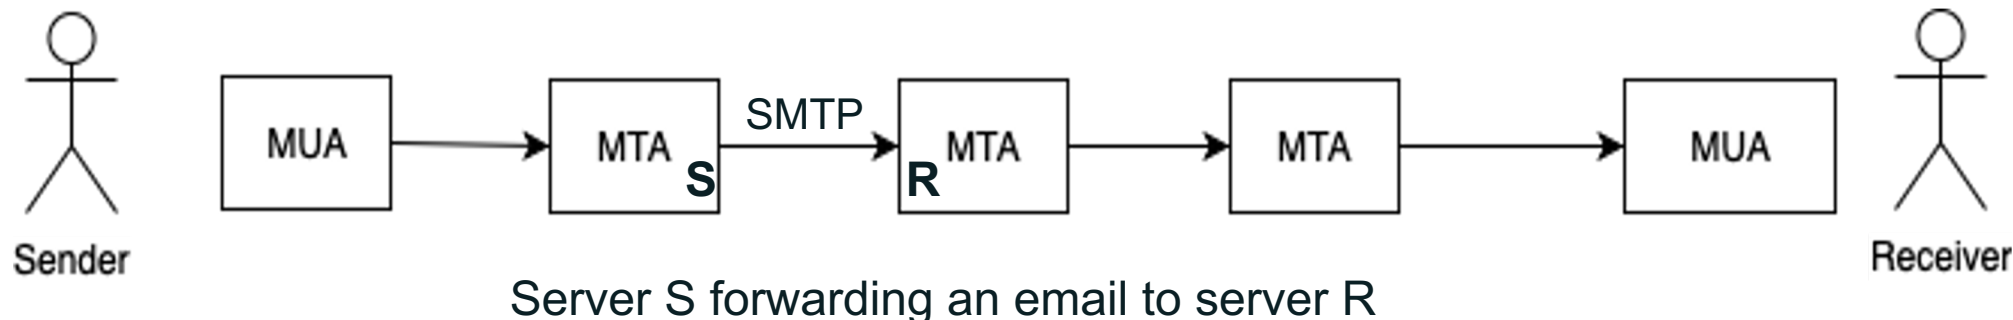 MUA
MTA
S
SMTP
R
MTA
MTA
MUA
Sender
Receiver
Server S forwarding an email to server R